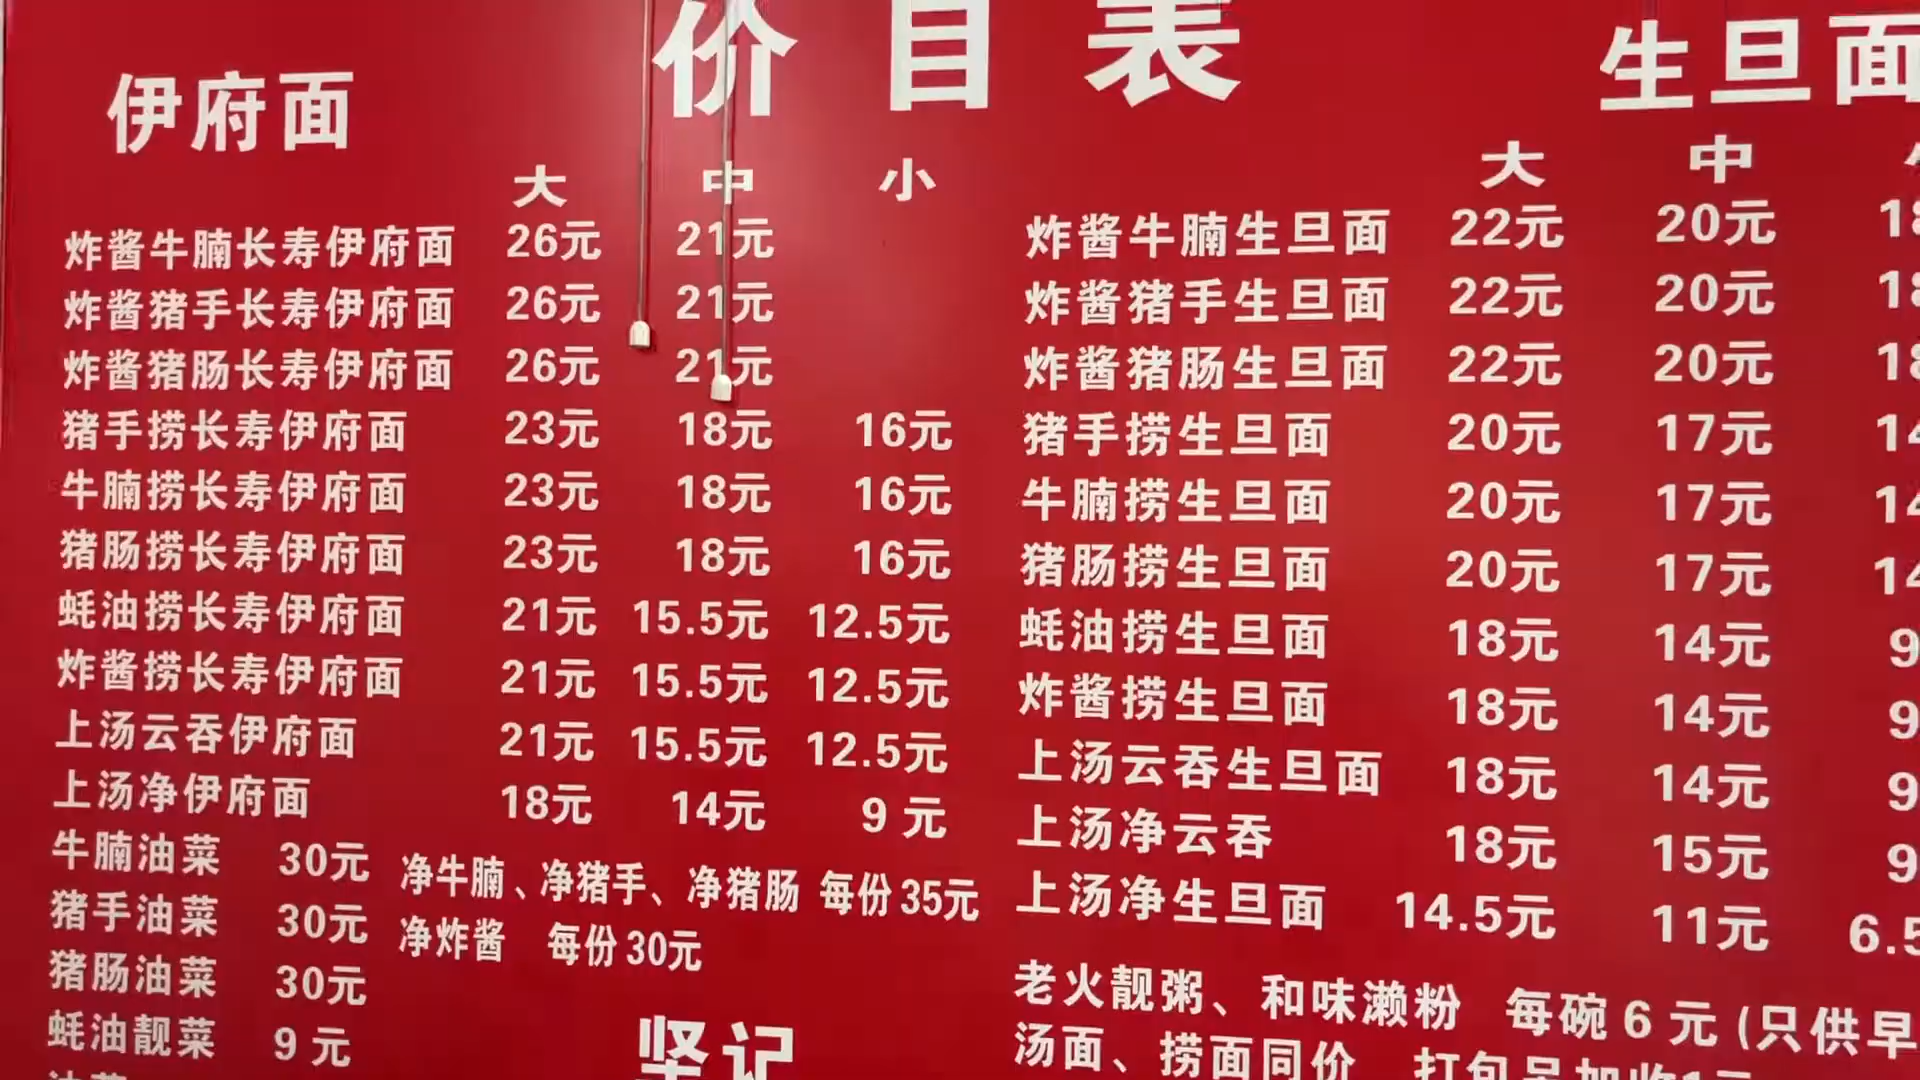 价目表
伊府面
大 中 小
炸酱牛腩长寿伊府面 26元 21元
炸酱猪手长寿伊府面 26元 21元
炸酱猪肠长寿伊府面 26元 21元
猪手捞长寿伊府面 23元 18元 16元
牛腩捞长寿伊府面 23元 18元 16元
猪肠捞长寿伊府面 23元 18元 16元
蚝油捞长寿伊府面 21元 15.5元 12.5元
炸酱捞长寿伊府面 21元 15.5元 12.5元
上汤云吞伊府面 21元 15.5元 12.5元
上汤净伊府面 18元 14元 9 元
牛腩油菜 30元
猪手油菜 30元
猪肠油菜 30元
蚝油靓菜 9 元
净牛腩、净猪手、净猪肠 每份35元
净炸酱 每份30元
坚记
生旦面
大 中
炸酱牛腩生旦面 22元 20元 18
炸酱猪手生旦面 22元 20元 18
炸酱猪肠生旦面 22元 20元 18
猪手捞生旦面 20元 17元 14
牛腩捞生旦面 20元 17元 14
猪肠捞生旦面 20元 17元 14
蚝油捞生旦面 18元 14元 9
炸酱捞生旦面 18元 14元 9
上汤云吞生旦面 18元 14元 9
上汤净云吞 18元 15元 9
上汤净生旦面 14.5元 11元 6.5
老火靓粥、和味濑粉 每碗 6 元 (只供早
汤面、捞面同价